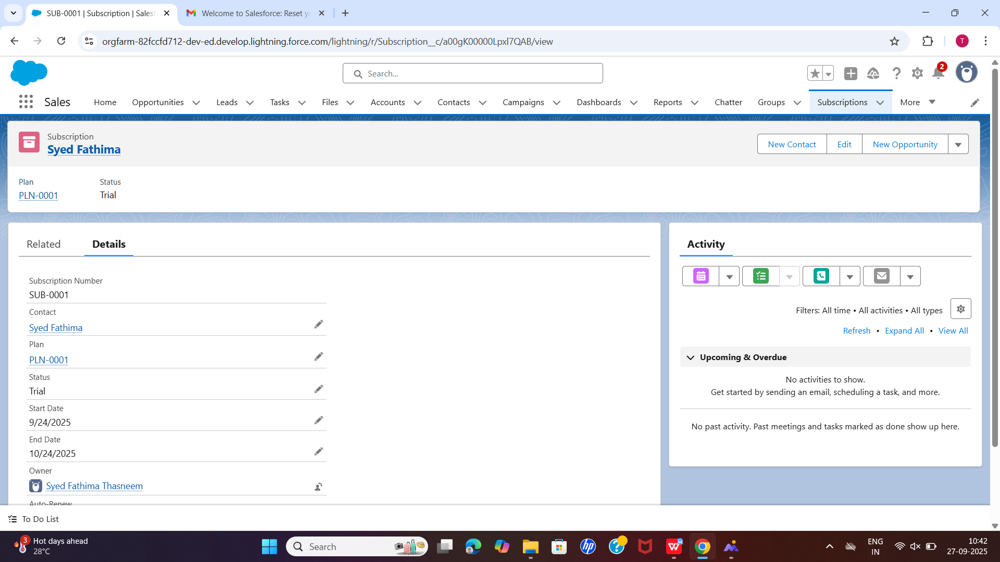 SUB-0001 | Subscription | Salesf
Welcome to Salesforce: Reset yo
orgfarm-82fccfd712-dev-ed.develop.lightning.force.com/lightning/r/Subscription__c/a00gK00000Lpxl7QAB/view
T
Search...
2
Sales
Home
Opportunities
Leads
Tasks
Files
Accounts
Contacts
Campaigns
Dashboards
Reports
Chatter
Groups
Subscriptions
More
Subscription
Syed Fathima
New Contact
Edit
New Opportunity
Plan
Status
PLN-0001
Trial
Related
Details
Subscription Number
SUB-0001
Contact
Syed Fathima
Plan
PLN-0001
Status
Trial
Start Date
9/24/2025
End Date
10/24/2025
Owner
Syed Fathima Thasneem
Auto-Renew
Activity
Filters: All time • All activities • All types
Refresh • Expand All • View All
Upcoming & Overdue
No activities to show.
Get started by sending an email, scheduling a task, and more.
No past activity. Past meetings and tasks marked as done show up here.
To Do List
3
Hot days ahead
28°C
Search
hp
?
W
ENG
IN
10:42
27-09-2025